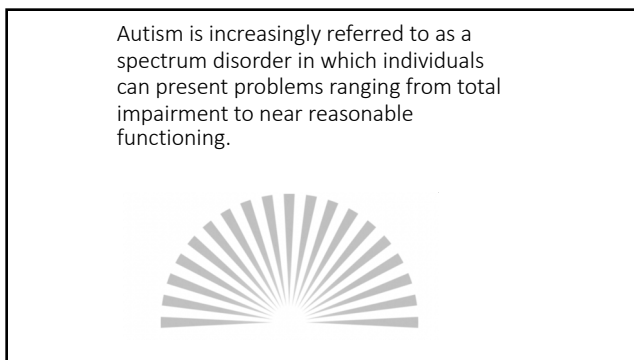 Autism is increasingly referred to as a
spectrum disorder in which individuals
can present problems ranging from total
impairment to near reasonable
functioning.